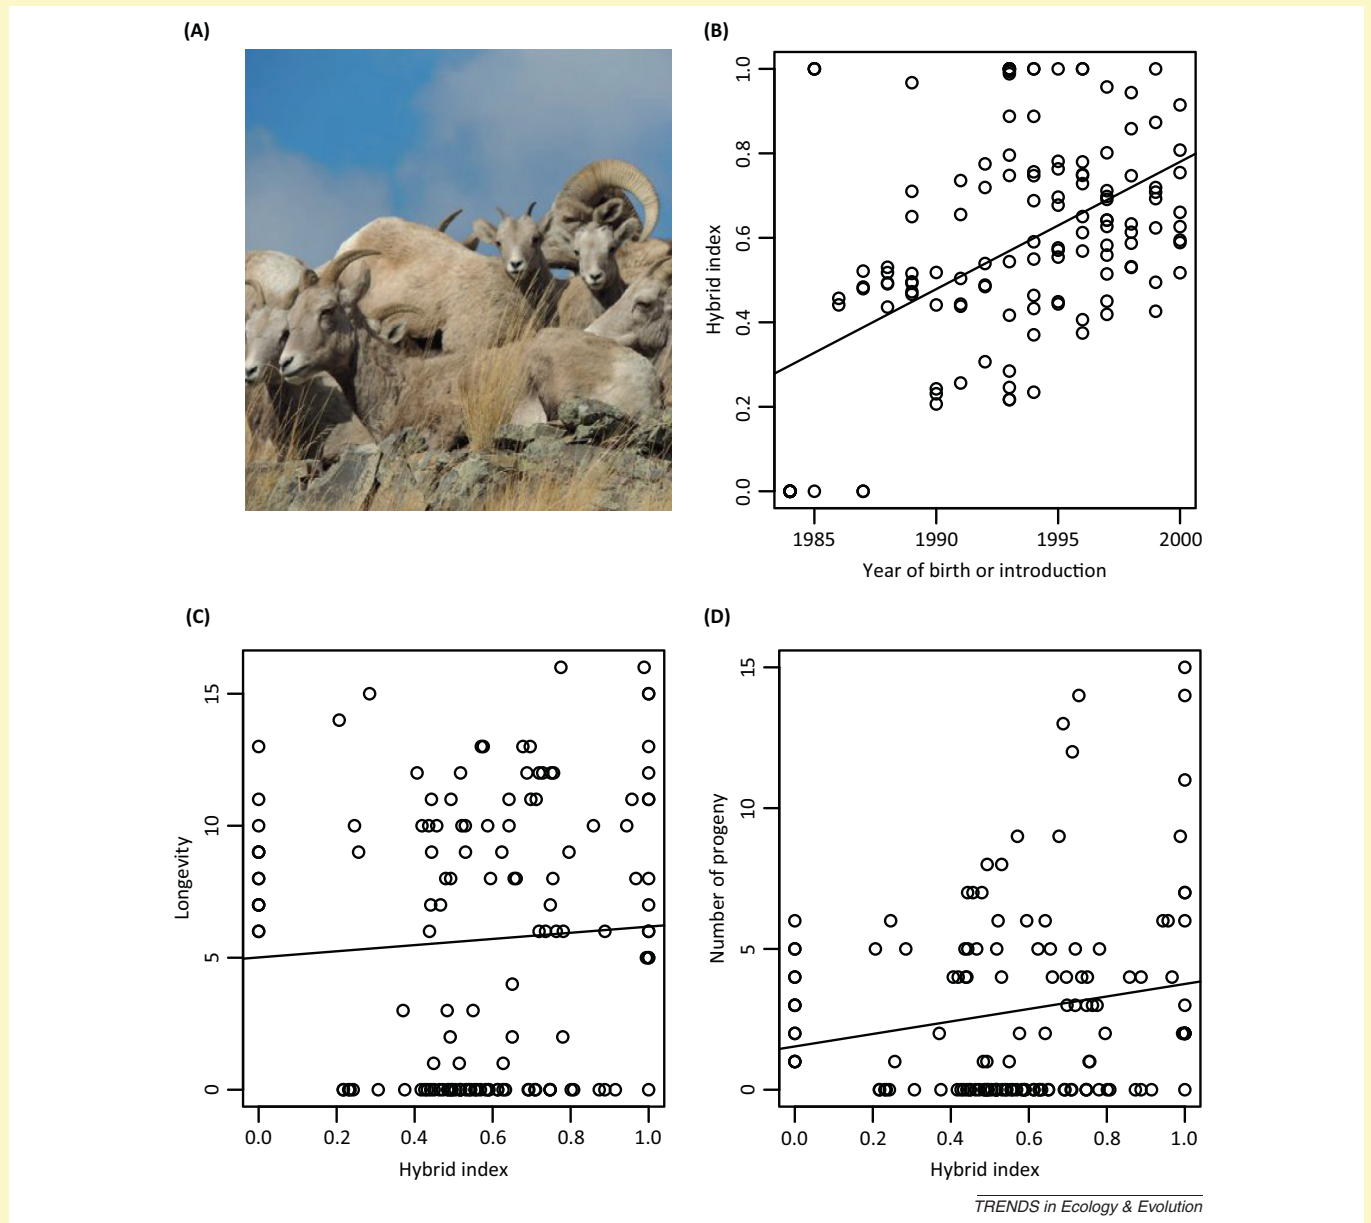 (A)
(B)
Hybrid index
1.0
0.8
0.6
0.4
0.2
0.0
1985 1990 1995 2000
Year of birth or introduction
(C)
Longevity
15
10
5
0
0.0 0.2 0.4 0.6 0.8 1.0
Hybrid index
(D)
Number of progeny
15
10
5
0
0.0 0.2 0.4 0.6 0.8 1.0
Hybrid index
TRENDS in Ecology & Evolution